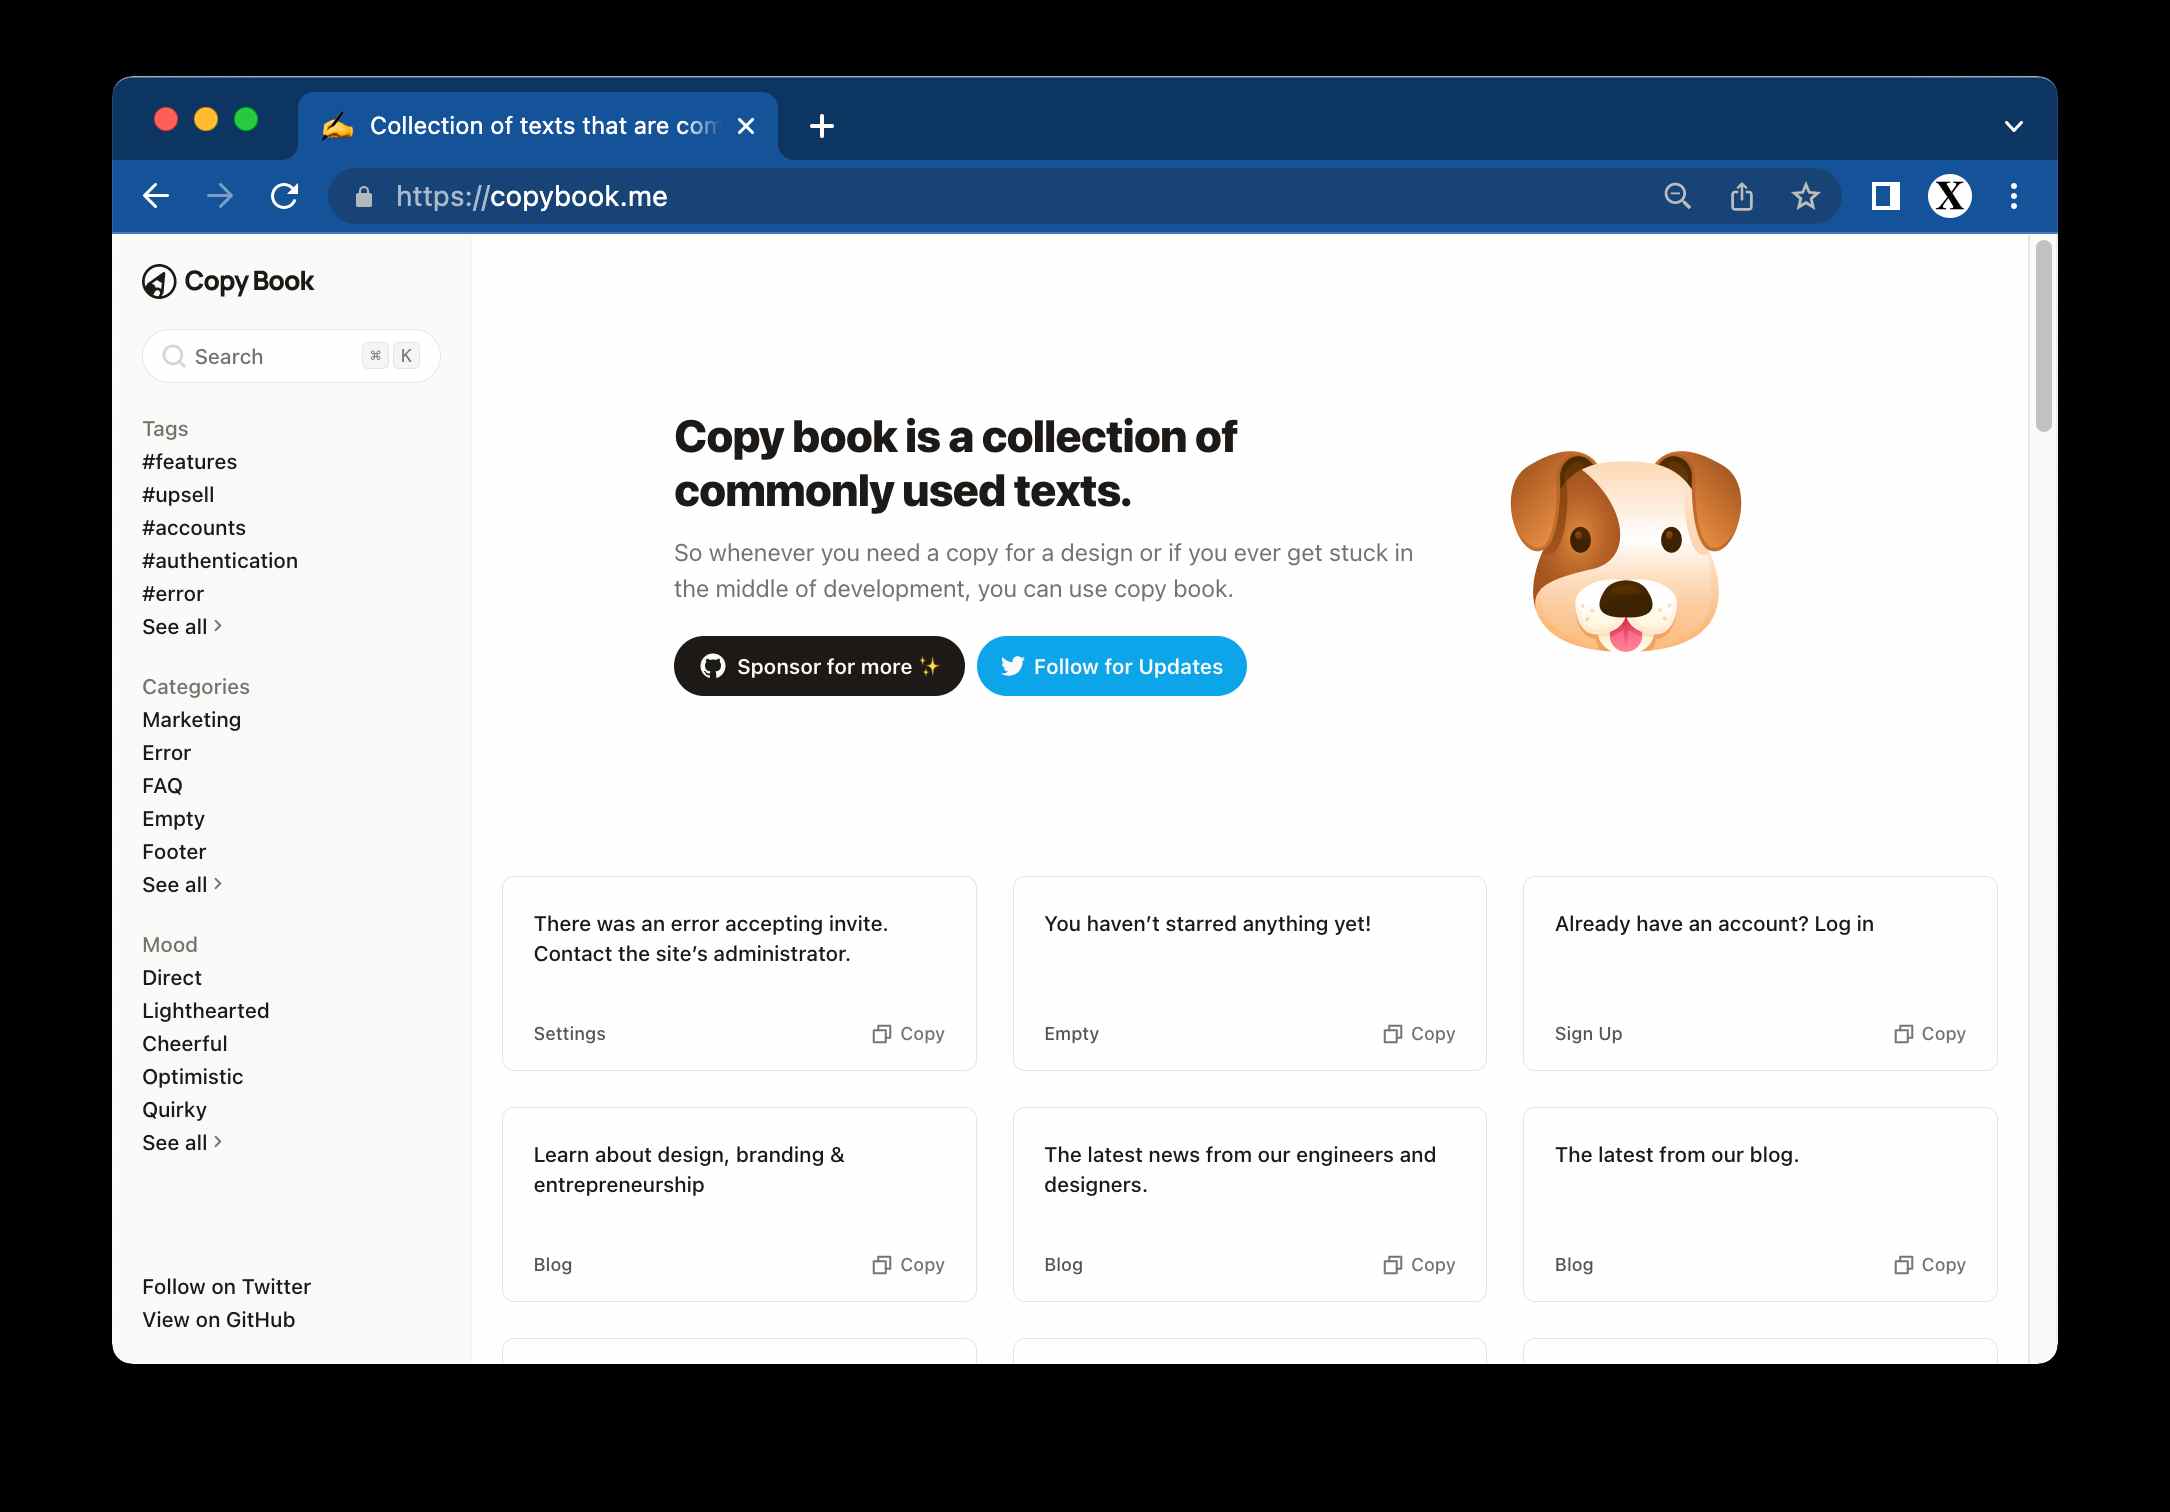 Collection of texts that are com
https://copybook.me
X
Copy Book
Search ⌘ K
Tags
#features
#upsell
#accounts
#authentication
#error
See all
Categories
Marketing
Error
FAQ
Empty
Footer
See all
Mood
Direct
Lighthearted
Cheerful
Optimistic
Quirky
See all
Follow on Twitter
View on GitHub
Copy book is a collection of
commonly used texts.
So whenever you need a copy for a design or if you ever get stuck in
the middle of development, you can use copy book.
Sponsor for more ✨
Follow for Updates
There was an error accepting invite.
Contact the site’s administrator.
Settings
Copy
You haven’t starred anything yet!
Empty
Copy
Already have an account? Log in
Sign Up
Copy
Learn about design, branding &
entrepreneurship
Blog
Copy
The latest news from our engineers and
designers.
Blog
Copy
The latest from our blog.
Blog
Copy